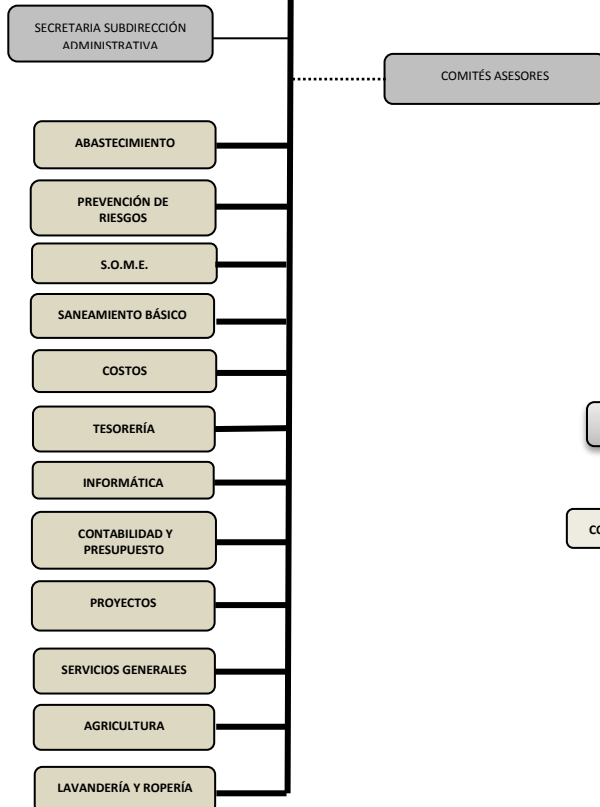 SECRETARIA SUBDIRECCIÓN
ADMINISTRATIVA
COMITÉS ASESORES
ABASTECIMIENTO
PREVENCIÓN DE
RIESGOS
S.O.M.E.
SANEAMIENTO BÁSICO
COSTOS
TESORERÍA
INFORMÁTICA
CONTABILIDAD Y
PRESUPUESTO
CO
PROYECTOS
SERVICIOS GENERALES
AGRICULTURA
LAVANDERÍA Y ROPERÍA